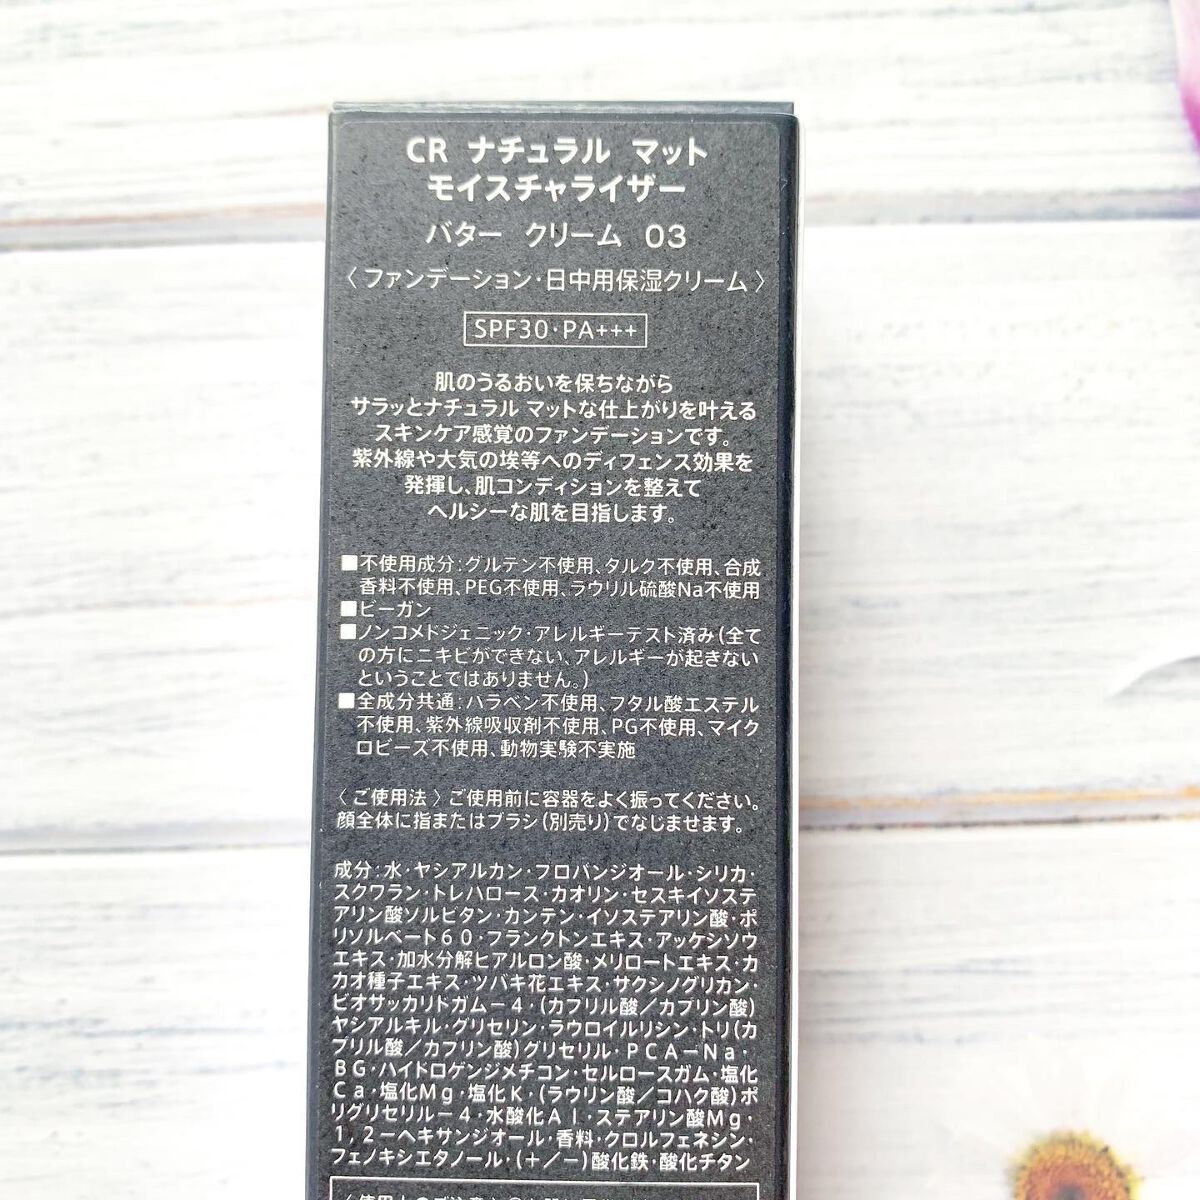 CR ナチュラル マット
モイスチャライザー
バター クリーム 03
〈 ファンデーション・日中用保湿クリーム 〉
SPF30・PA+++
肌のうるおいを保ちながら
サラッとナチュラル マットな仕上がりを叶える
スキンケア感覚のファンデーションです。
紫外線や大気の埃等へのディフェンス効果を
発揮し、肌コンディションを整えて
ヘルシーな肌を目指します。
■不使用成分:グルテン不使用、タルク不使用、合成
香料不使用、PEG不使用、ラウリル硫酸Na不使用
■ビーガン
■ノンコメドジェニック・アレルギーテスト済み(全て
の方にニキビができない、アレルギーが起きない
ということではありません。)
■全成分共通:パラベン不使用、フタル酸エステル
不使用、紫外線吸収剤不使用、PG不使用、マイク
ロビーズ不使用、動物実験不実施
〈 ご使用法 〉ご使用前に容器をよく振ってください。
顔全体に指またはブラシ(別売り)でなじませます。
成分:水・ヤシアルカン・プロパンジオール・シリカ・
スクワラン・トレハロース・カオリン・セスキイソステ
アリン酸ソルビタン・カンテン・イソステアリン酸・ポ
リソルベート60・プランクトンエキス・アッケシソウ
エキス・加水分解ヒアルロン酸・メリロートエキス・カ
カオ種子エキス・ツバキ花エキス・サクシノグリカン・
ビオサッカリドガム-4・(カプリル酸/カプリン酸)
ヤシアルキル・グリセリン・ラウロイルリシン・トリ(カ
プリル酸/カプリン酸)グリセリル・PCA-Na・
BG・ハイドロゲンジメチコン・セルロースガム・塩化
Ca・塩化Mg・塩化K・(ラウリン酸/コハク酸)ポ
リグリセリル-4・水酸化Al・ステアリン酸Mg・
1,2-ヘキサンジオール・香料・クロルフェネシン・
フェノキシエタノール・(+/-)酸化鉄・酸化チタン